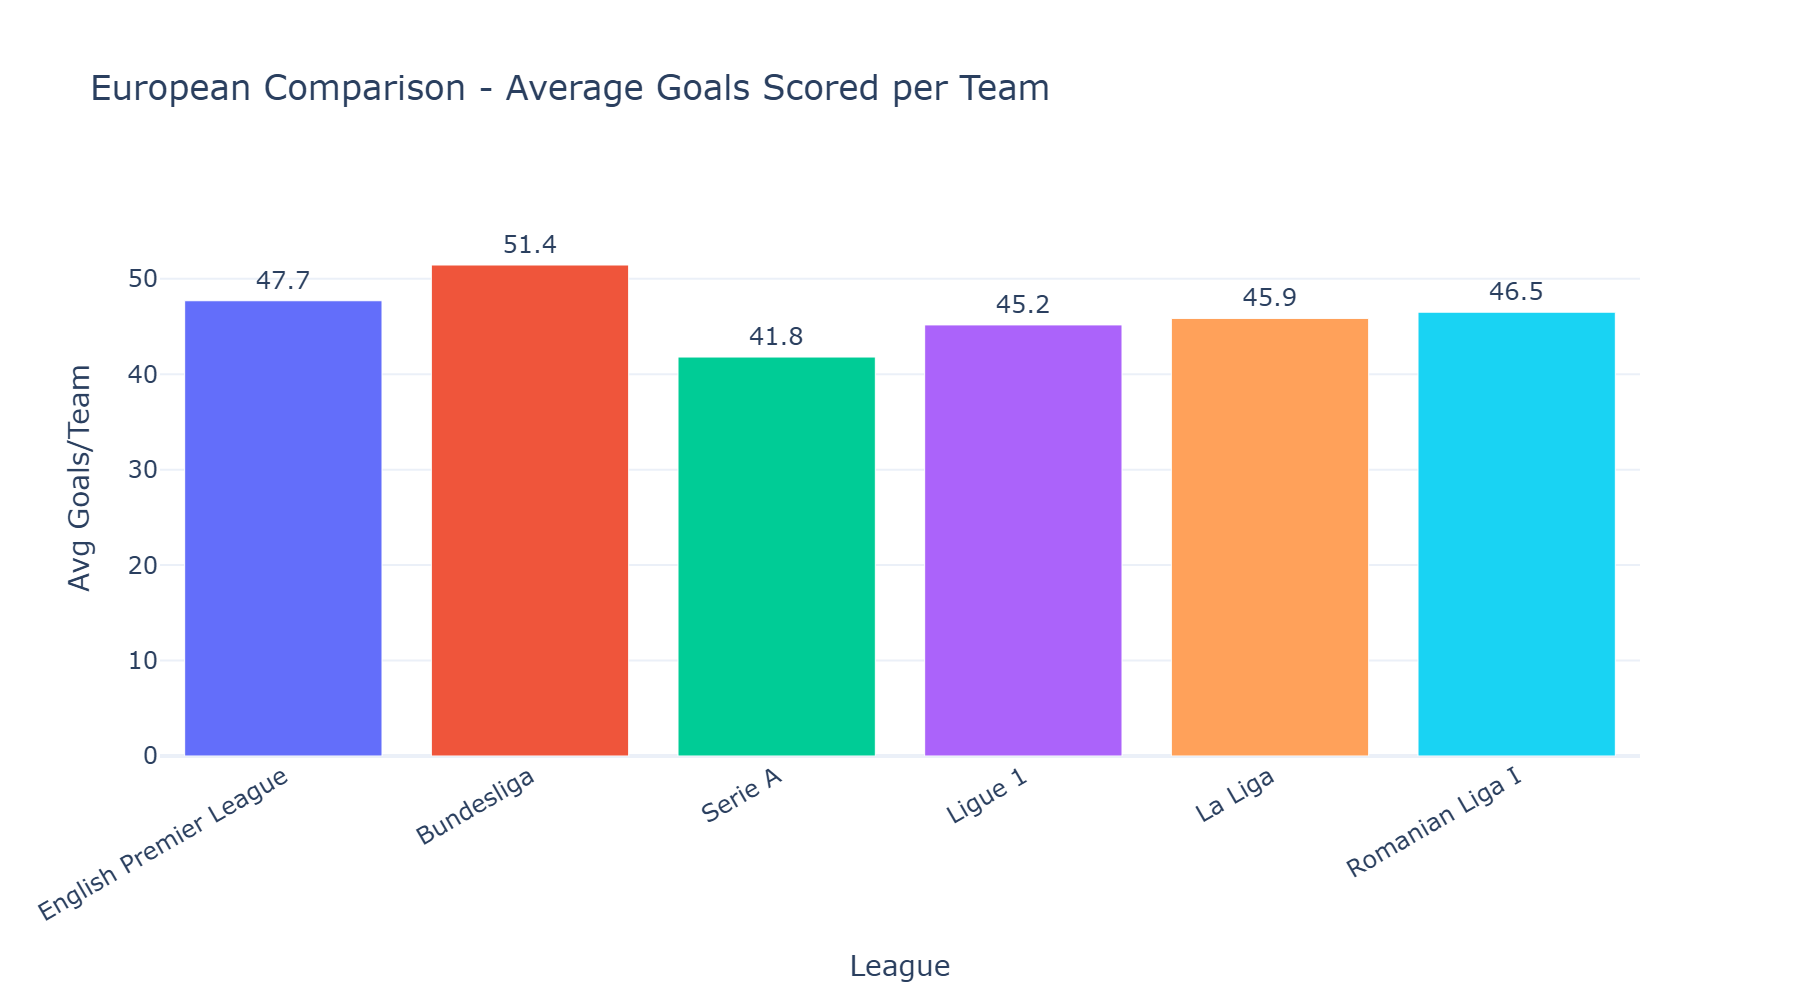 European Comparison - Average Goals Scored per Team
Avg Goals/Team
50
40
30
20
10
0
47.7
51.4
41.8
45.2
45.9
46.5
English Premier League
Bundesliga
Serie A
Ligue 1
La Liga
Romanian Liga I
League